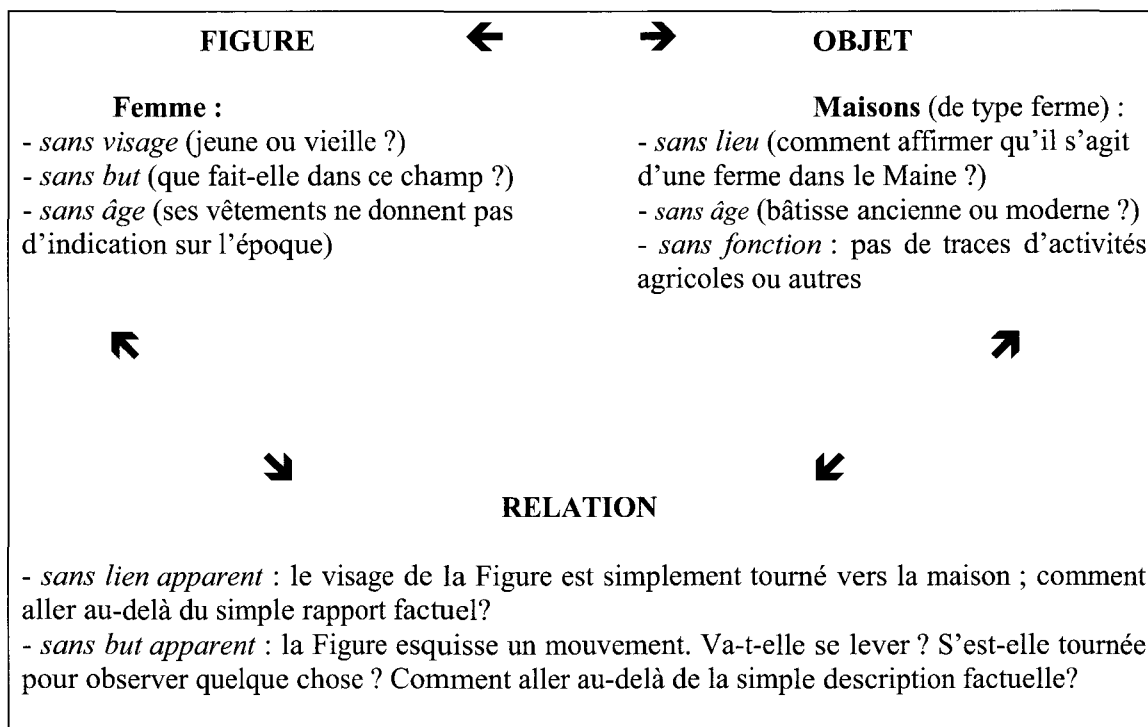 FIGURE ← → OBJET
Femme :
- sans visage (jeune ou vieille ?)
- sans but (que fait-elle dans ce champ ?)
- sans âge (ses vêtements ne donnent pas
d'indication sur l'époque)
Maisons (de type ferme) :
- sans lieu (comment affirmer qu'il s'agit
d'une ferme dans le Maine ?)
- sans âge (bâtisse ancienne ou moderne ?)
- sans fonction : pas de traces d'activités
agricoles ou autres
RELATION
- sans lien apparent : le visage de la Figure est simplement tourné vers la maison ; comment
aller au-delà du simple rapport factuel?
- sans but apparent : la Figure esquisse un mouvement. Va-t-elle se lever ? S'est-elle tournée
pour observer quelque chose ? Comment aller au-delà de la simple description factuelle?